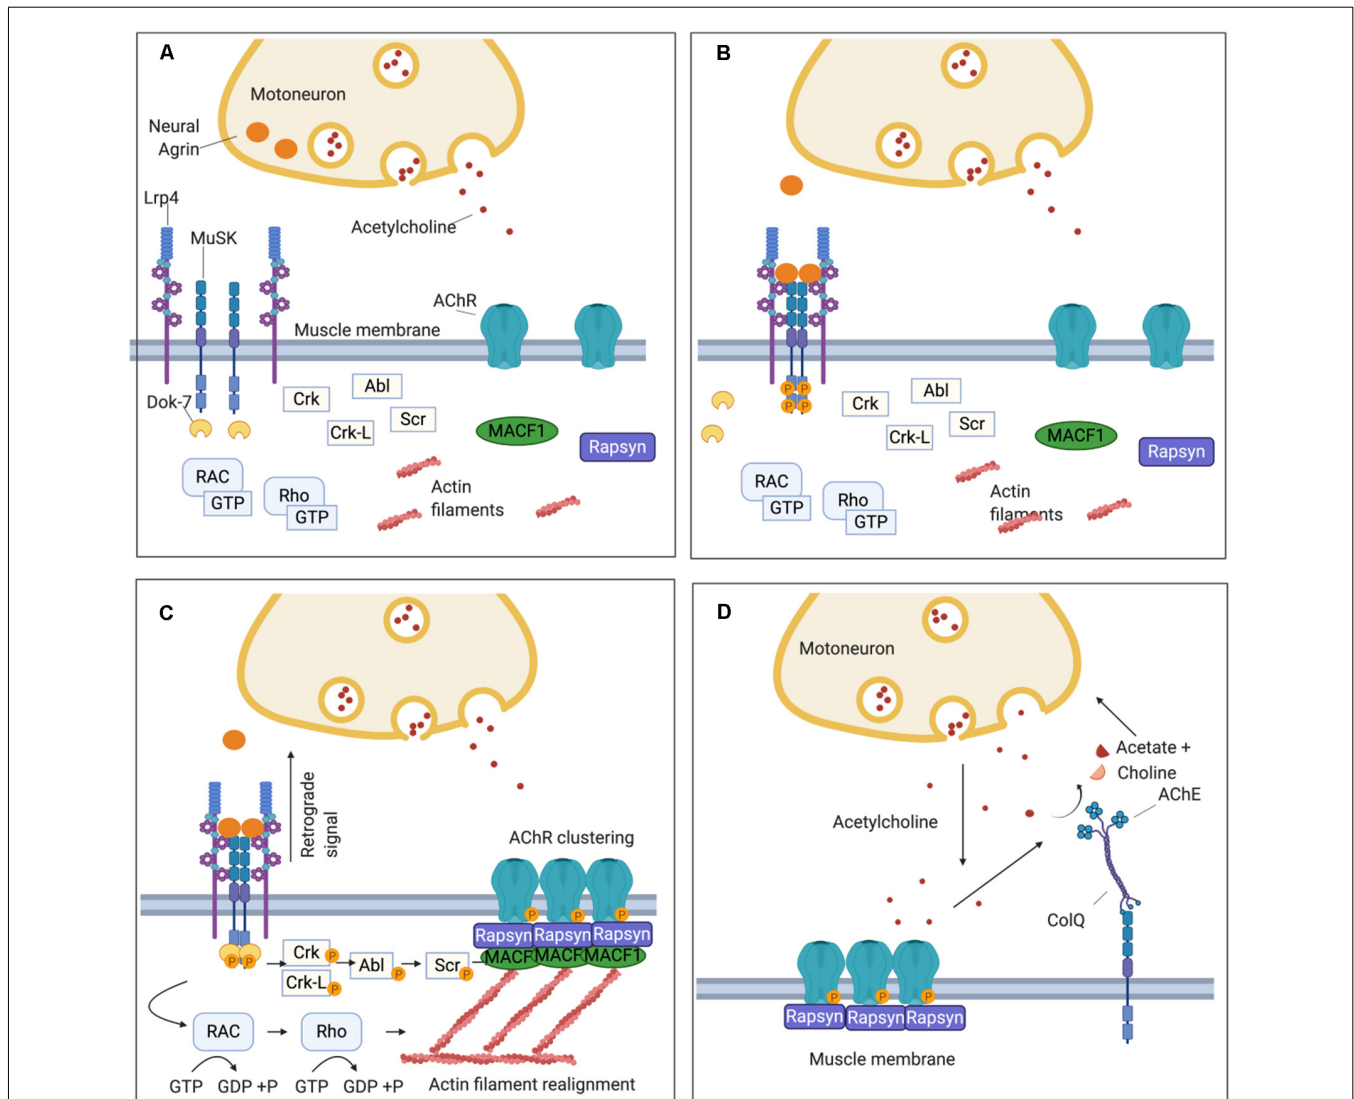 A
Motoneuron
Neural
Agrin
Lrp4
MuSK
Acetylcholine
AChR
Muscle membrane
Dok-7
Crk
Abl
Crk-L
Scr
MACF1
Rapsyn
RAC
GTP
Rho
GTP
Actin
filaments
B
Crk
Abl
Crk-L
Scr
MACF1
Rapsyn
RAC
GTP
Rho
GTP
Actin
filaments
P P
P P
C
Retrograde
signal
AChR clustering
P P P
Rapsyn Rapsyn Rapsyn
MACF MACF MACF1
P P
Crk P
Crk-L P
Abl P
Scr P
RAC
Rho
GTP GDP +P GTP GDP +P
Actin filament realignment
D
Motoneuron
Acetate +
Choline
AChE
Acetylcholine
ColQ
P P P
Rapsyn Rapsyn Rapsyn
Muscle membrane